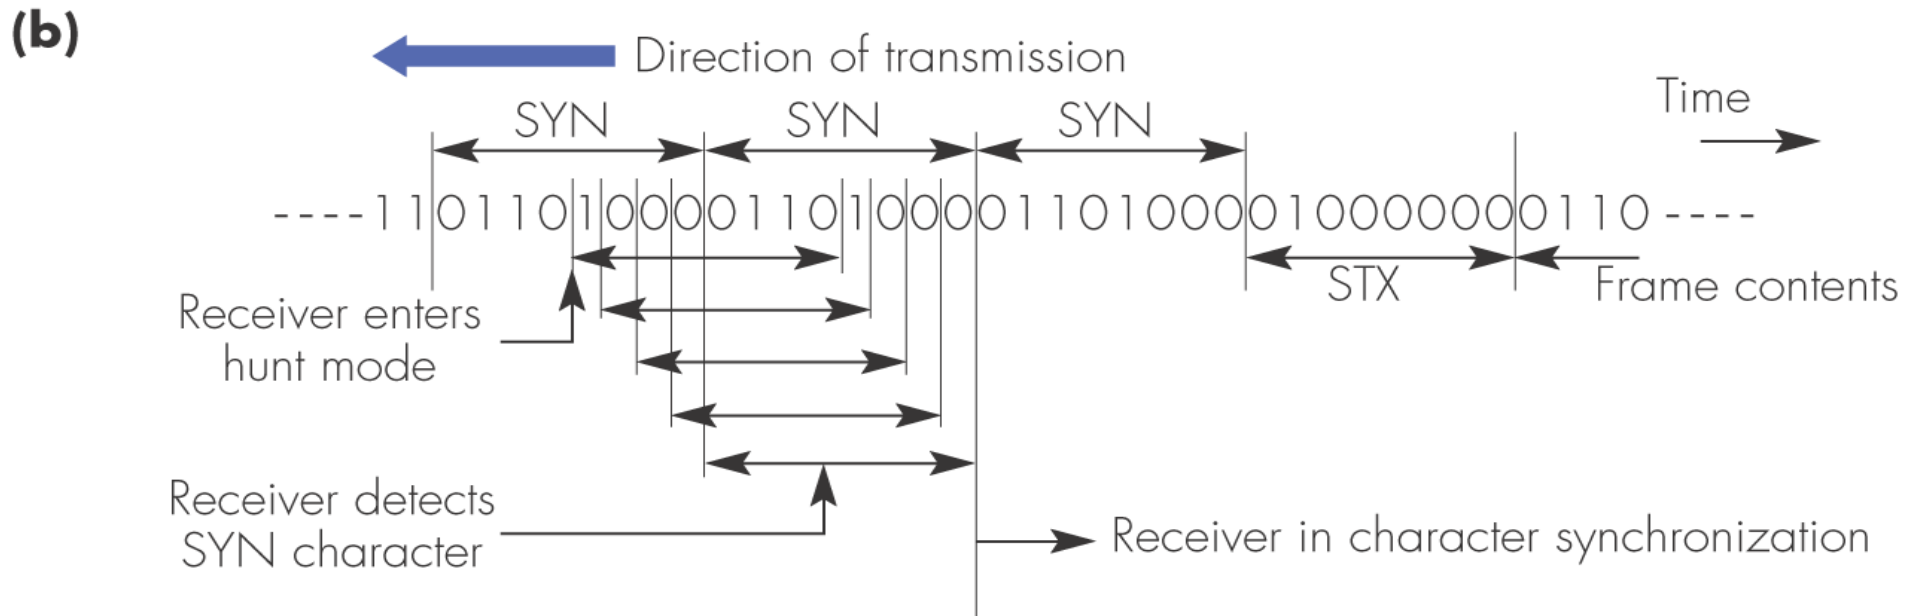 (b)
Direction of transmission
Time
SYN SYN SYN
----11011010000110100001101000010000000110----
STX Frame contents
Receiver enters
hunt mode
Receiver detects
SYN character
Receiver in character synchronization